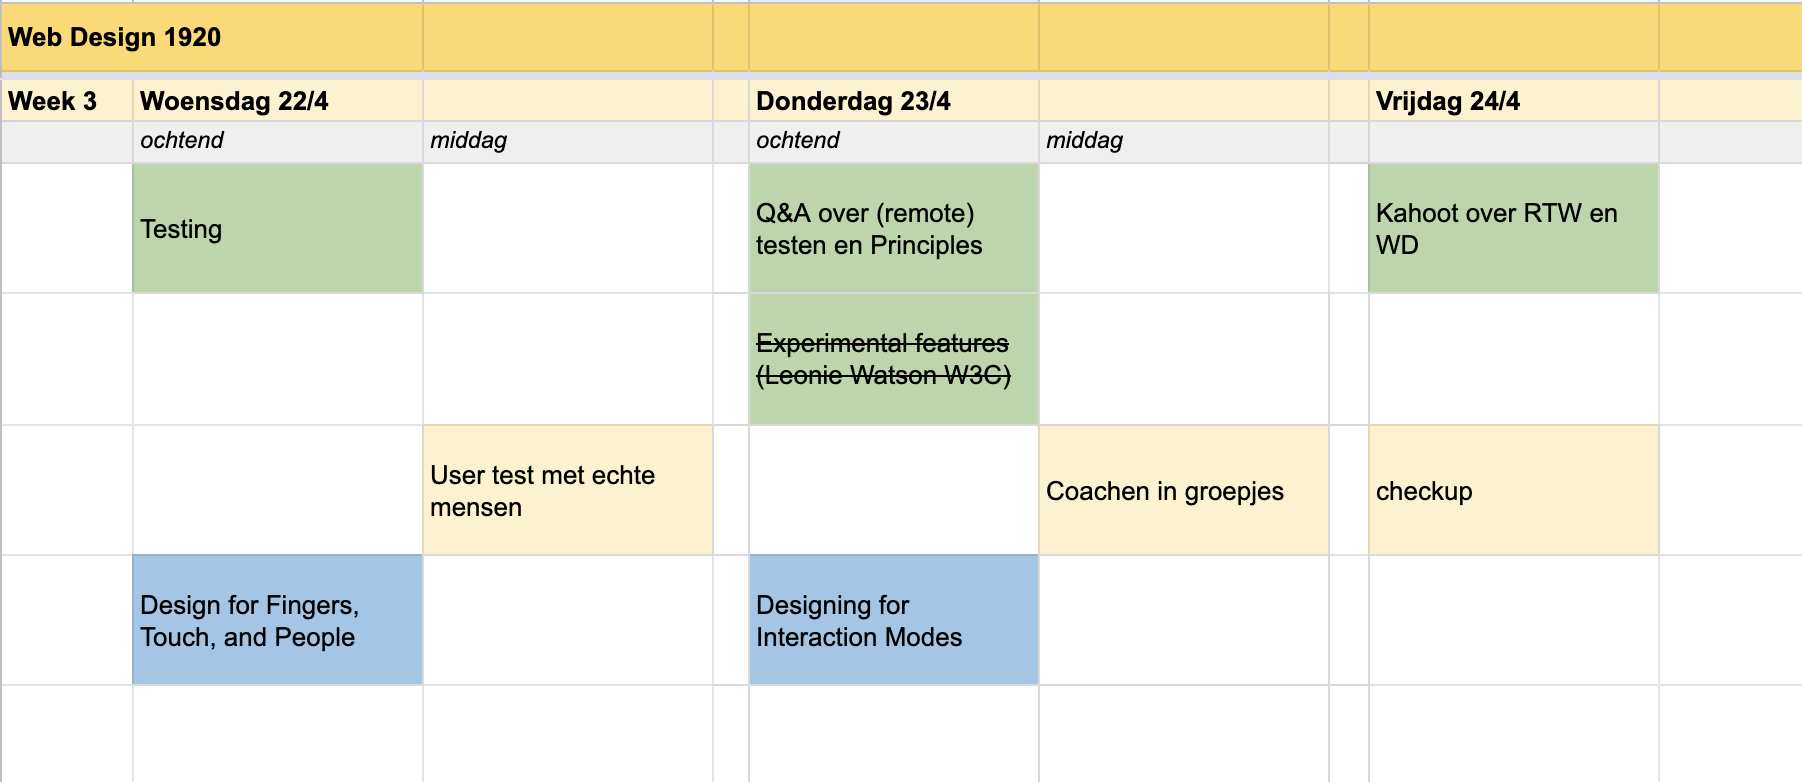 Web Design 1920
Week 3 Woensdag 22/4 Donderdag 23/4 Vrijdag 24/4
ochtend middag ochtend middag
Testing
Q&A over (remote)
testen en Principles
Kahoot over RTW en
WD
Experimental features
(Leonie Watson W3C)
User test met echte
mensen
Coachen in groepjes
checkup
Design for Fingers,
Touch, and People
Designing for
Interaction Modes